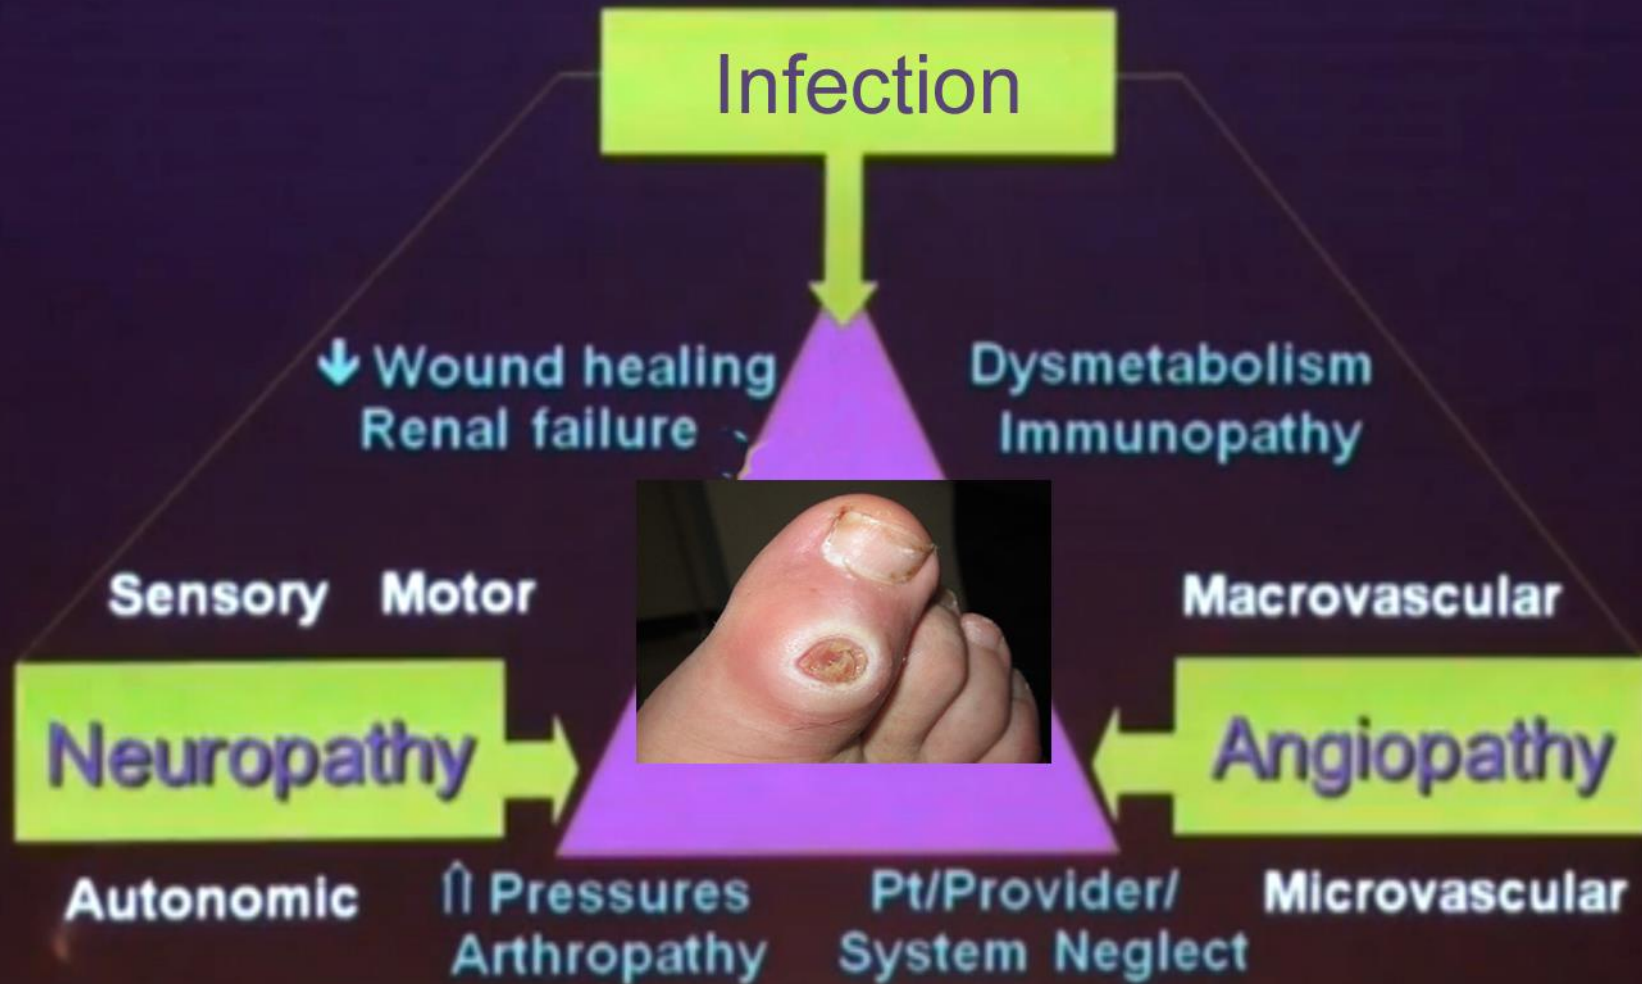 Infection
↓ Wound healing
Renal failure
Dysmetabolism
Immunopathy
Sensory Motor
Macrovascular
Neuropathy
Angiopathy
Autonomic
⇑ Pressures
Arthropathy
Pt/Provider/
System Neglect
Microvascular